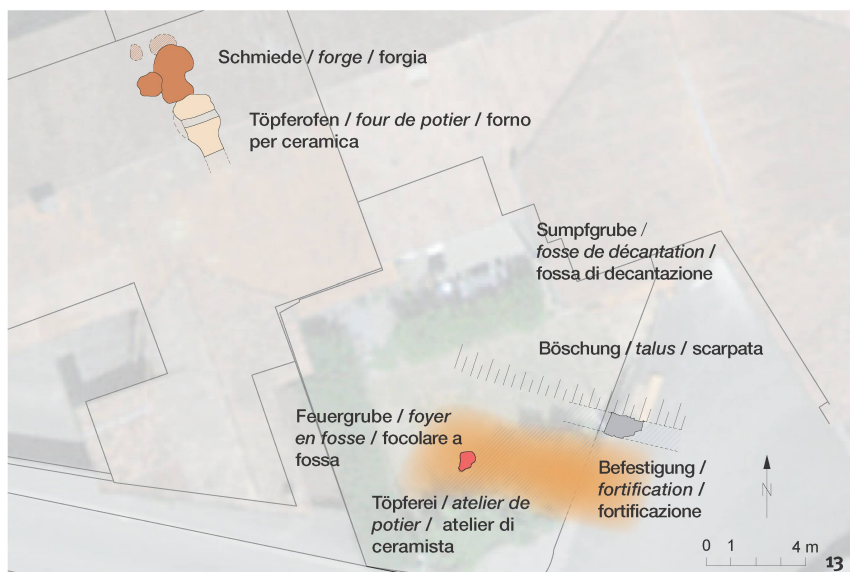 Schmiede / forge / forgia
Töpferofen / four de potier / forno
per ceramica
Sumpfgrube /
fosse de décantation /
fossa di decantazione
Böschung / talus / scarpata
Feuergrube / foyer
en fosse / focolare a
fossa
Befestigung /
fortification /
fortificazione
Töpferei / atelier de
potier / atelier di
ceramista
N
0 1 4 m
13